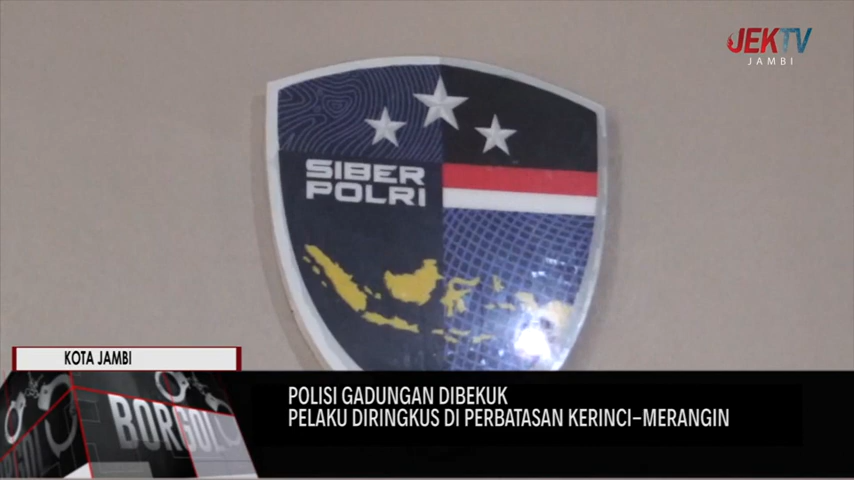 JEKTV
JAMBI
SIBER
POLRI
KOTA JAMBI
BORGOL
POLISI GADUNGAN DIBEKUK
PELAKU DIRINGKUS DI PERBATASAN KERINCI-MERANGIN